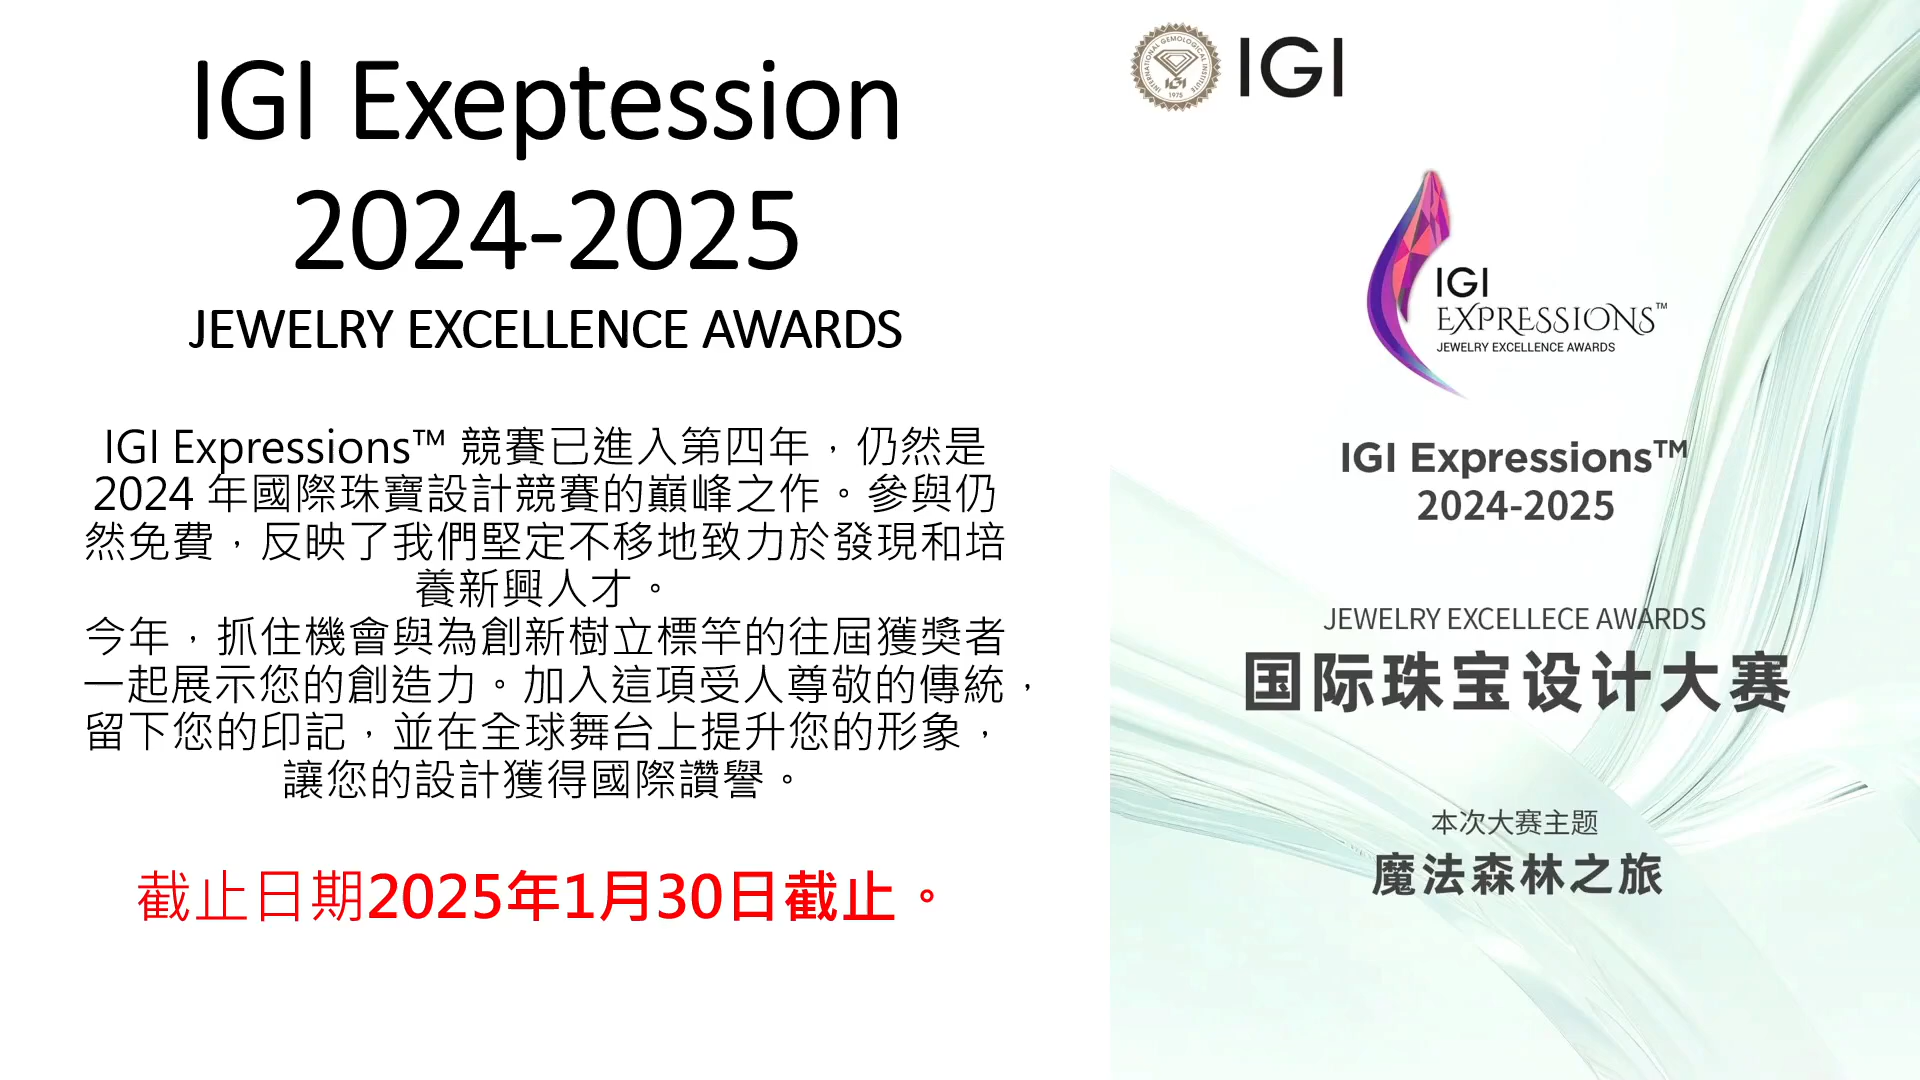 IGI Exeptession
2024-2025
JEWELRY EXCELLENCE AWARDS
IGI Expressions™ 競賽已進入第四年，仍然是
2024 年國際珠寶設計競賽的巔峰之作。參與仍
然免費，反映了我們堅定不移地致力於發現和培
養新興人才。
今年，抓住機會與為創新樹立標竿的往屆獲獎者
一起展示您的創造力。加入這項受人尊敬的傳統，
留下您的印記，並在全球舞台上提升您的形象，
讓您的設計獲得國際讚譽。
截止日期2025年1月30日截止。
INTERNATIONAL GEMOLOGICAL INSTITUTE
IGI
1975
IGI
IGI
EXPRESSIONS™
JEWELRY EXCELLENCE AWARDS
IGI Expressions™
2024-2025
JEWELRY EXCELLECE AWARDS
国际珠宝设计大赛
本次大赛主题
魔法森林之旅